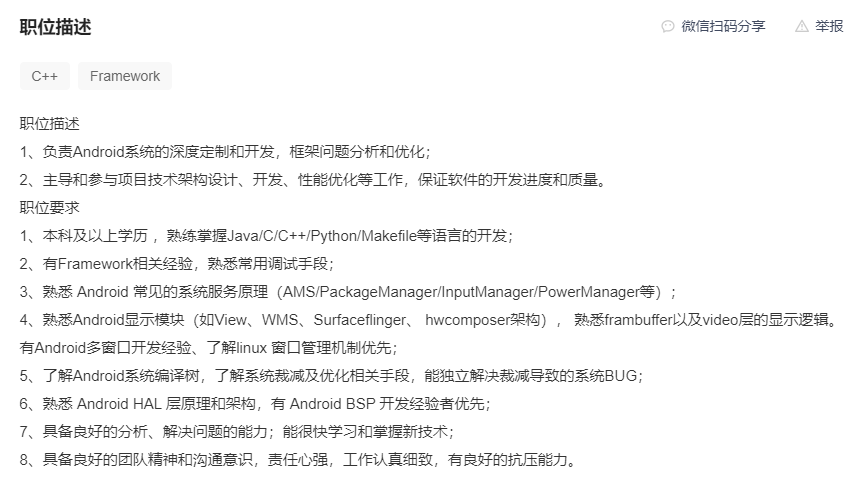 职位描述
微信扫码分享
举报
C++
Framework
职位描述
1、负责Android系统的深度定制和开发，框架问题分析和优化；
2、主导和参与项目技术架构设计、开发、性能优化等工作，保证软件的开发进度和质量。
职位要求
1、本科及以上学历 ，熟练掌握Java/C/C++/Python/Makefile等语言的开发；
2、有Framework相关经验，熟悉常用调试手段；
3、熟悉 Android 常见的系统服务原理（AMS/PackageManager/InputManager/PowerManager等）；
4、熟悉Android显示模块（如View、WMS、Surfaceflinger、 hwcomposer架构）， 熟悉frambuffer以及video层的显示逻辑。
有Android多窗口开发经验、了解linux 窗口管理机制优先；
5、了解Android系统编译树，了解系统裁减及优化相关手段，能独立解决裁减导致的系统BUG；
6、熟悉 Android HAL 层原理和架构，有 Android BSP 开发经验者优先；
7、具备良好的分析、解决问题的能力；能很快学习和掌握新技术；
8、具备良好的团队精神和沟通意识，责任心强，工作认真细致，有良好的抗压能力。